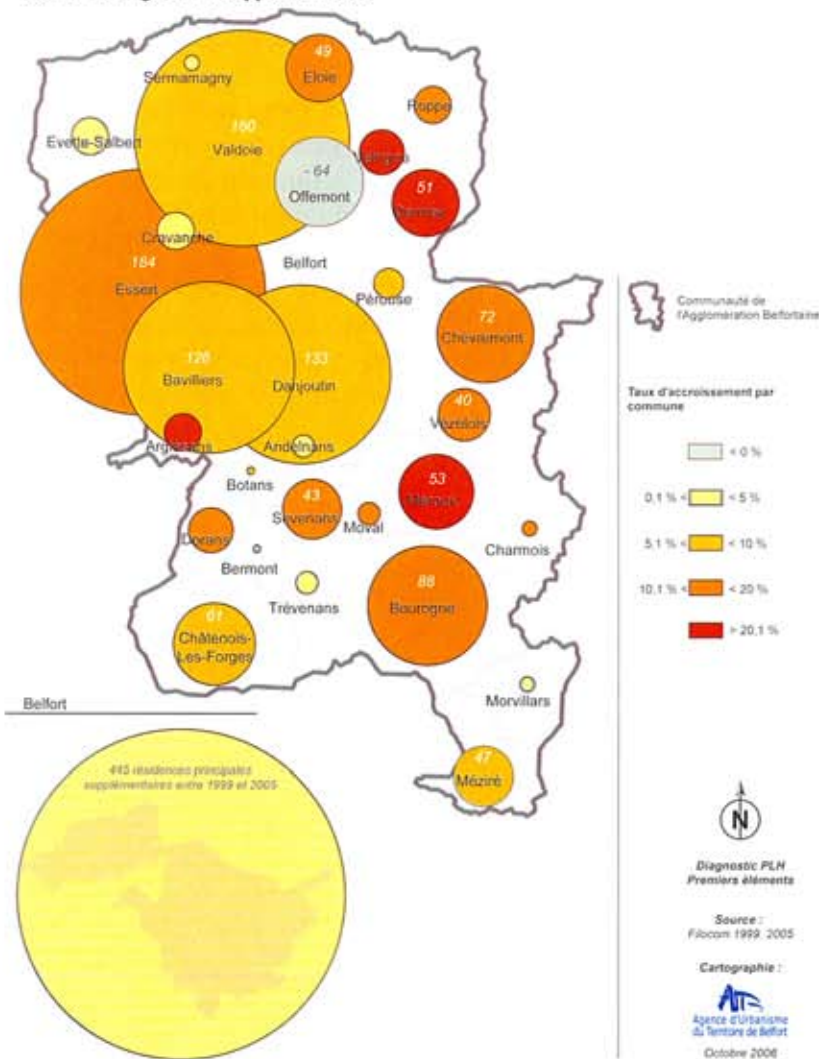 49
Sermamagny
Eloie
Roppe
160
Evette-Salbert
Valdoie
- 64
Offemont
51
Cravanche
Belfort
184
Essert
Pérouse
72
Chèvremont
126
133
Bavilliers
Danjoutin
40
Vézelois
Andelnans
Botans
53
43
Sévenans
Moval
Dorans
Charmois
Bermont
Trévenans
88
Bourogne
61
Châtenois-
Les-Forges
Morvillars
47
Méziré
Belfort
445 résidences principales
supplémentaires entre 1999 et 2005
Communauté de
l'Agglomération Belfortaine
Taux d'accroissement par
commune
< 0 %
0,1 % < < 5 %
5,1 % < < 10 %
10,1 % < < 20 %
> 20,1 %
N
Diagnostic PLH
Premiers éléments
Source :
Filocom 1999, 2005
Cartographie :
Agence d'Urbanisme
du Territoire de Belfort
Octobre 2006